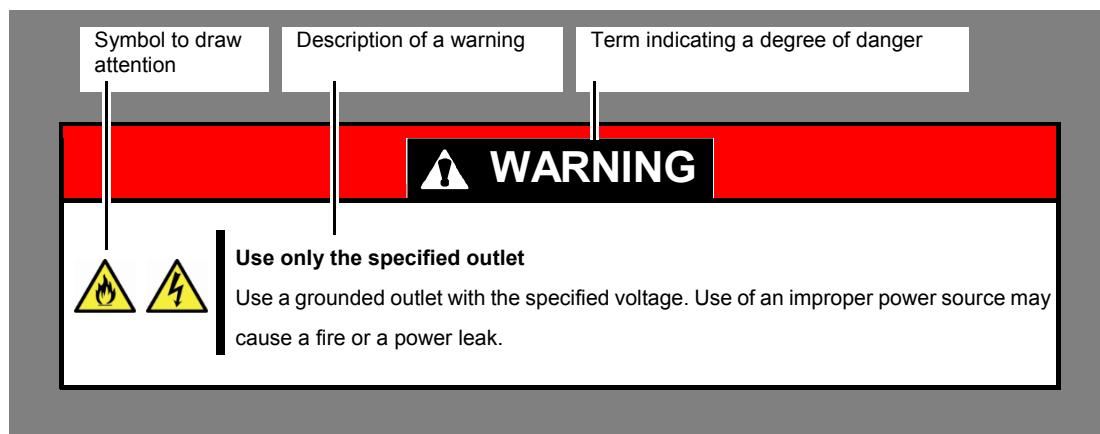 Symbol to draw
attention
Description of a warning
Term indicating a degree of danger
WARNING
Use only the specified outlet
Use a grounded outlet with the specified voltage. Use of an improper power source may
cause a fire or a power leak.